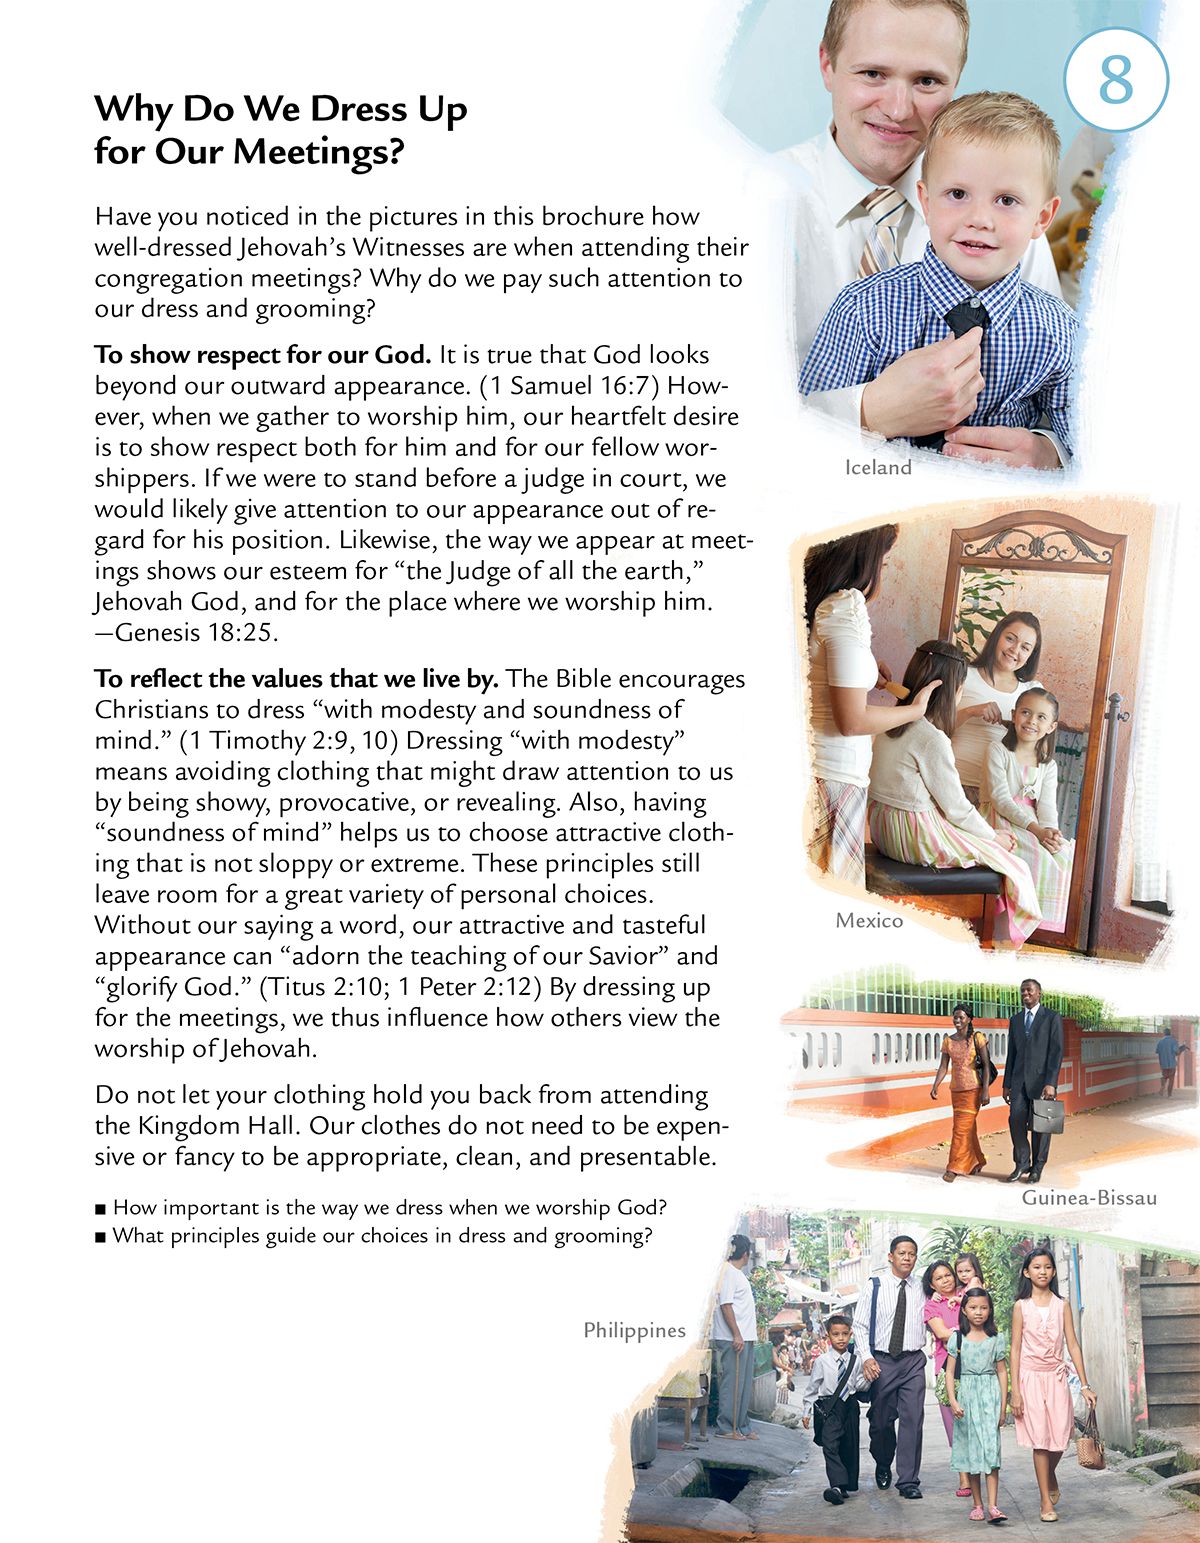 8
Why Do We Dress Up
for Our Meetings?
Have you noticed in the pictures in this brochure how
well-dressed Jehovah’s Witnesses are when attending their
congregation meetings? Why do we pay such attention to
our dress and grooming?
To show respect for our God. It is true that God looks
beyond our outward appearance. (1 Samuel 16:7) How-
ever, when we gather to worship him, our heartfelt desire
is to show respect both for him and for our fellow wor-
shippers. If we were to stand before a judge in court, we
would likely give attention to our appearance out of re-
gard for his position. Likewise, the way we appear at meet-
ings shows our esteem for “the Judge of all the earth,”
Jehovah God, and for the place where we worship him.
—Genesis 18:25.
To reflect the values that we live by. The Bible encourages
Christians to dress “with modesty and soundness of
mind.” (1 Timothy 2:9, 10) Dressing “with modesty”
means avoiding clothing that might draw attention to us
by being showy, provocative, or revealing. Also, having
“soundness of mind” helps us to choose attractive cloth-
ing that is not sloppy or extreme. These principles still
leave room for a great variety of personal choices.
Without our saying a word, our attractive and tasteful
appearance can “adorn the teaching of our Savior” and
“glorify God.” (Titus 2:10; 1 Peter 2:12) By dressing up
for the meetings, we thus influence how others view the
worship of Jehovah.
Do not let your clothing hold you back from attending
the Kingdom Hall. Our clothes do not need to be expen-
sive or fancy to be appropriate, clean, and presentable.
■ How important is the way we dress when we worship God?
■ What principles guide our choices in dress and grooming?
Iceland
Mexico
Guinea-Bissau
Philippines